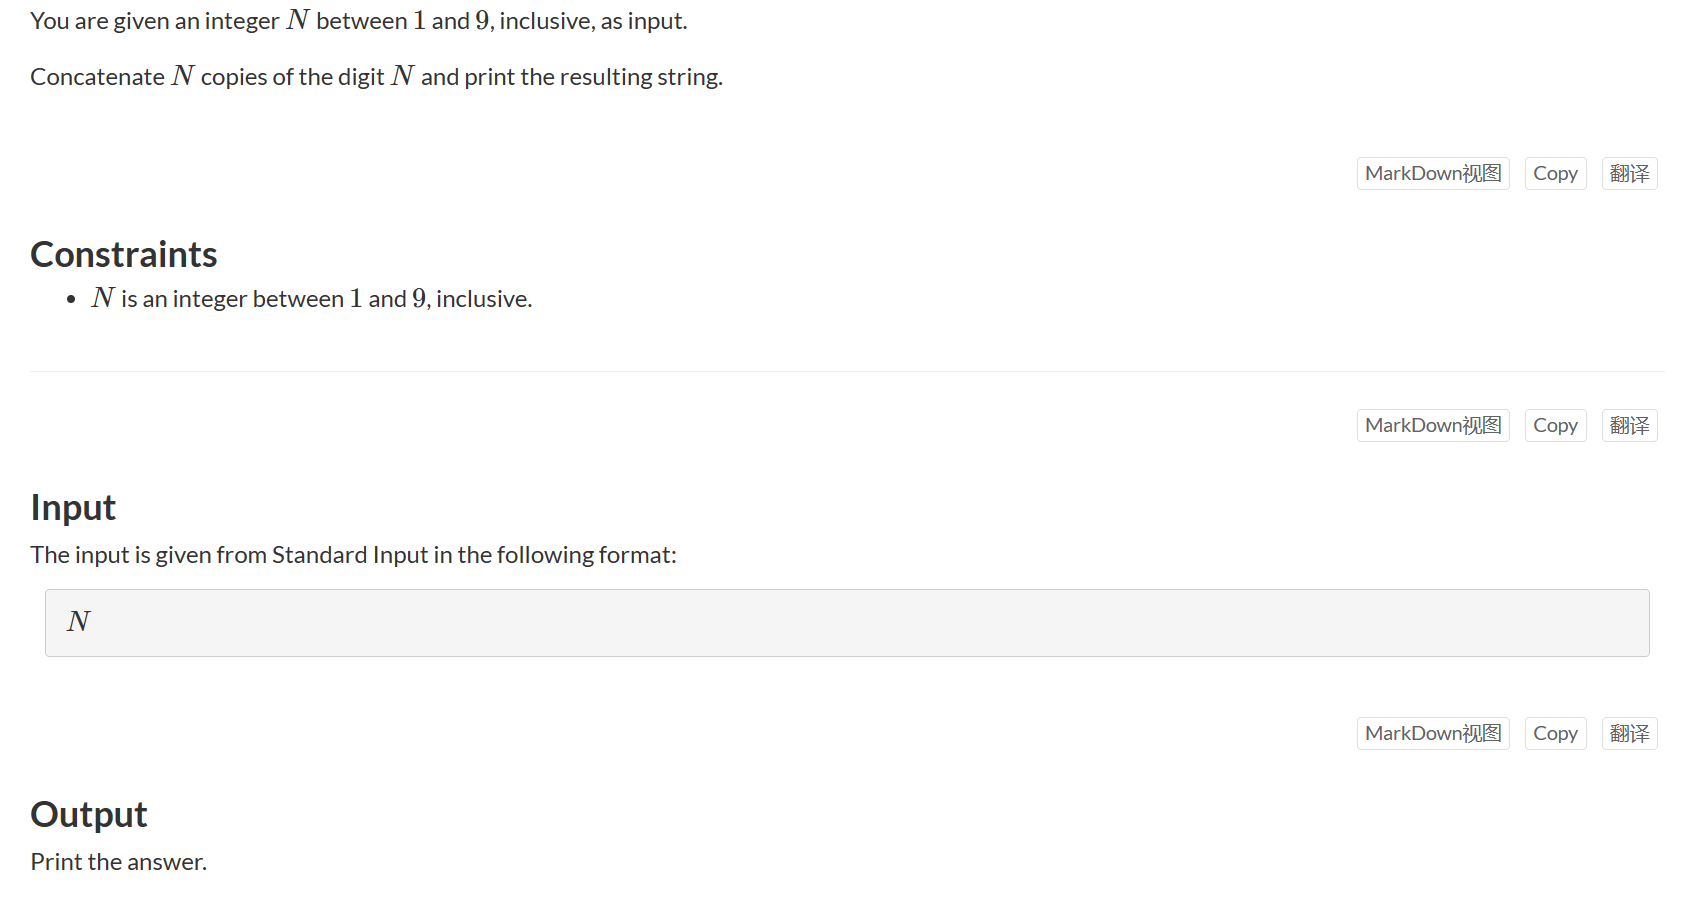 You are given an integer N between 1 and 9, inclusive, as input.
Concatenate N copies of the digit N and print the resulting string.
MarkDown视图 Copy 翻译
Constraints
• N is an integer between 1 and 9, inclusive.
MarkDown视图 Copy 翻译
Input
The input is given from Standard Input in the following format:
N
MarkDown视图 Copy 翻译
Output
Print the answer.